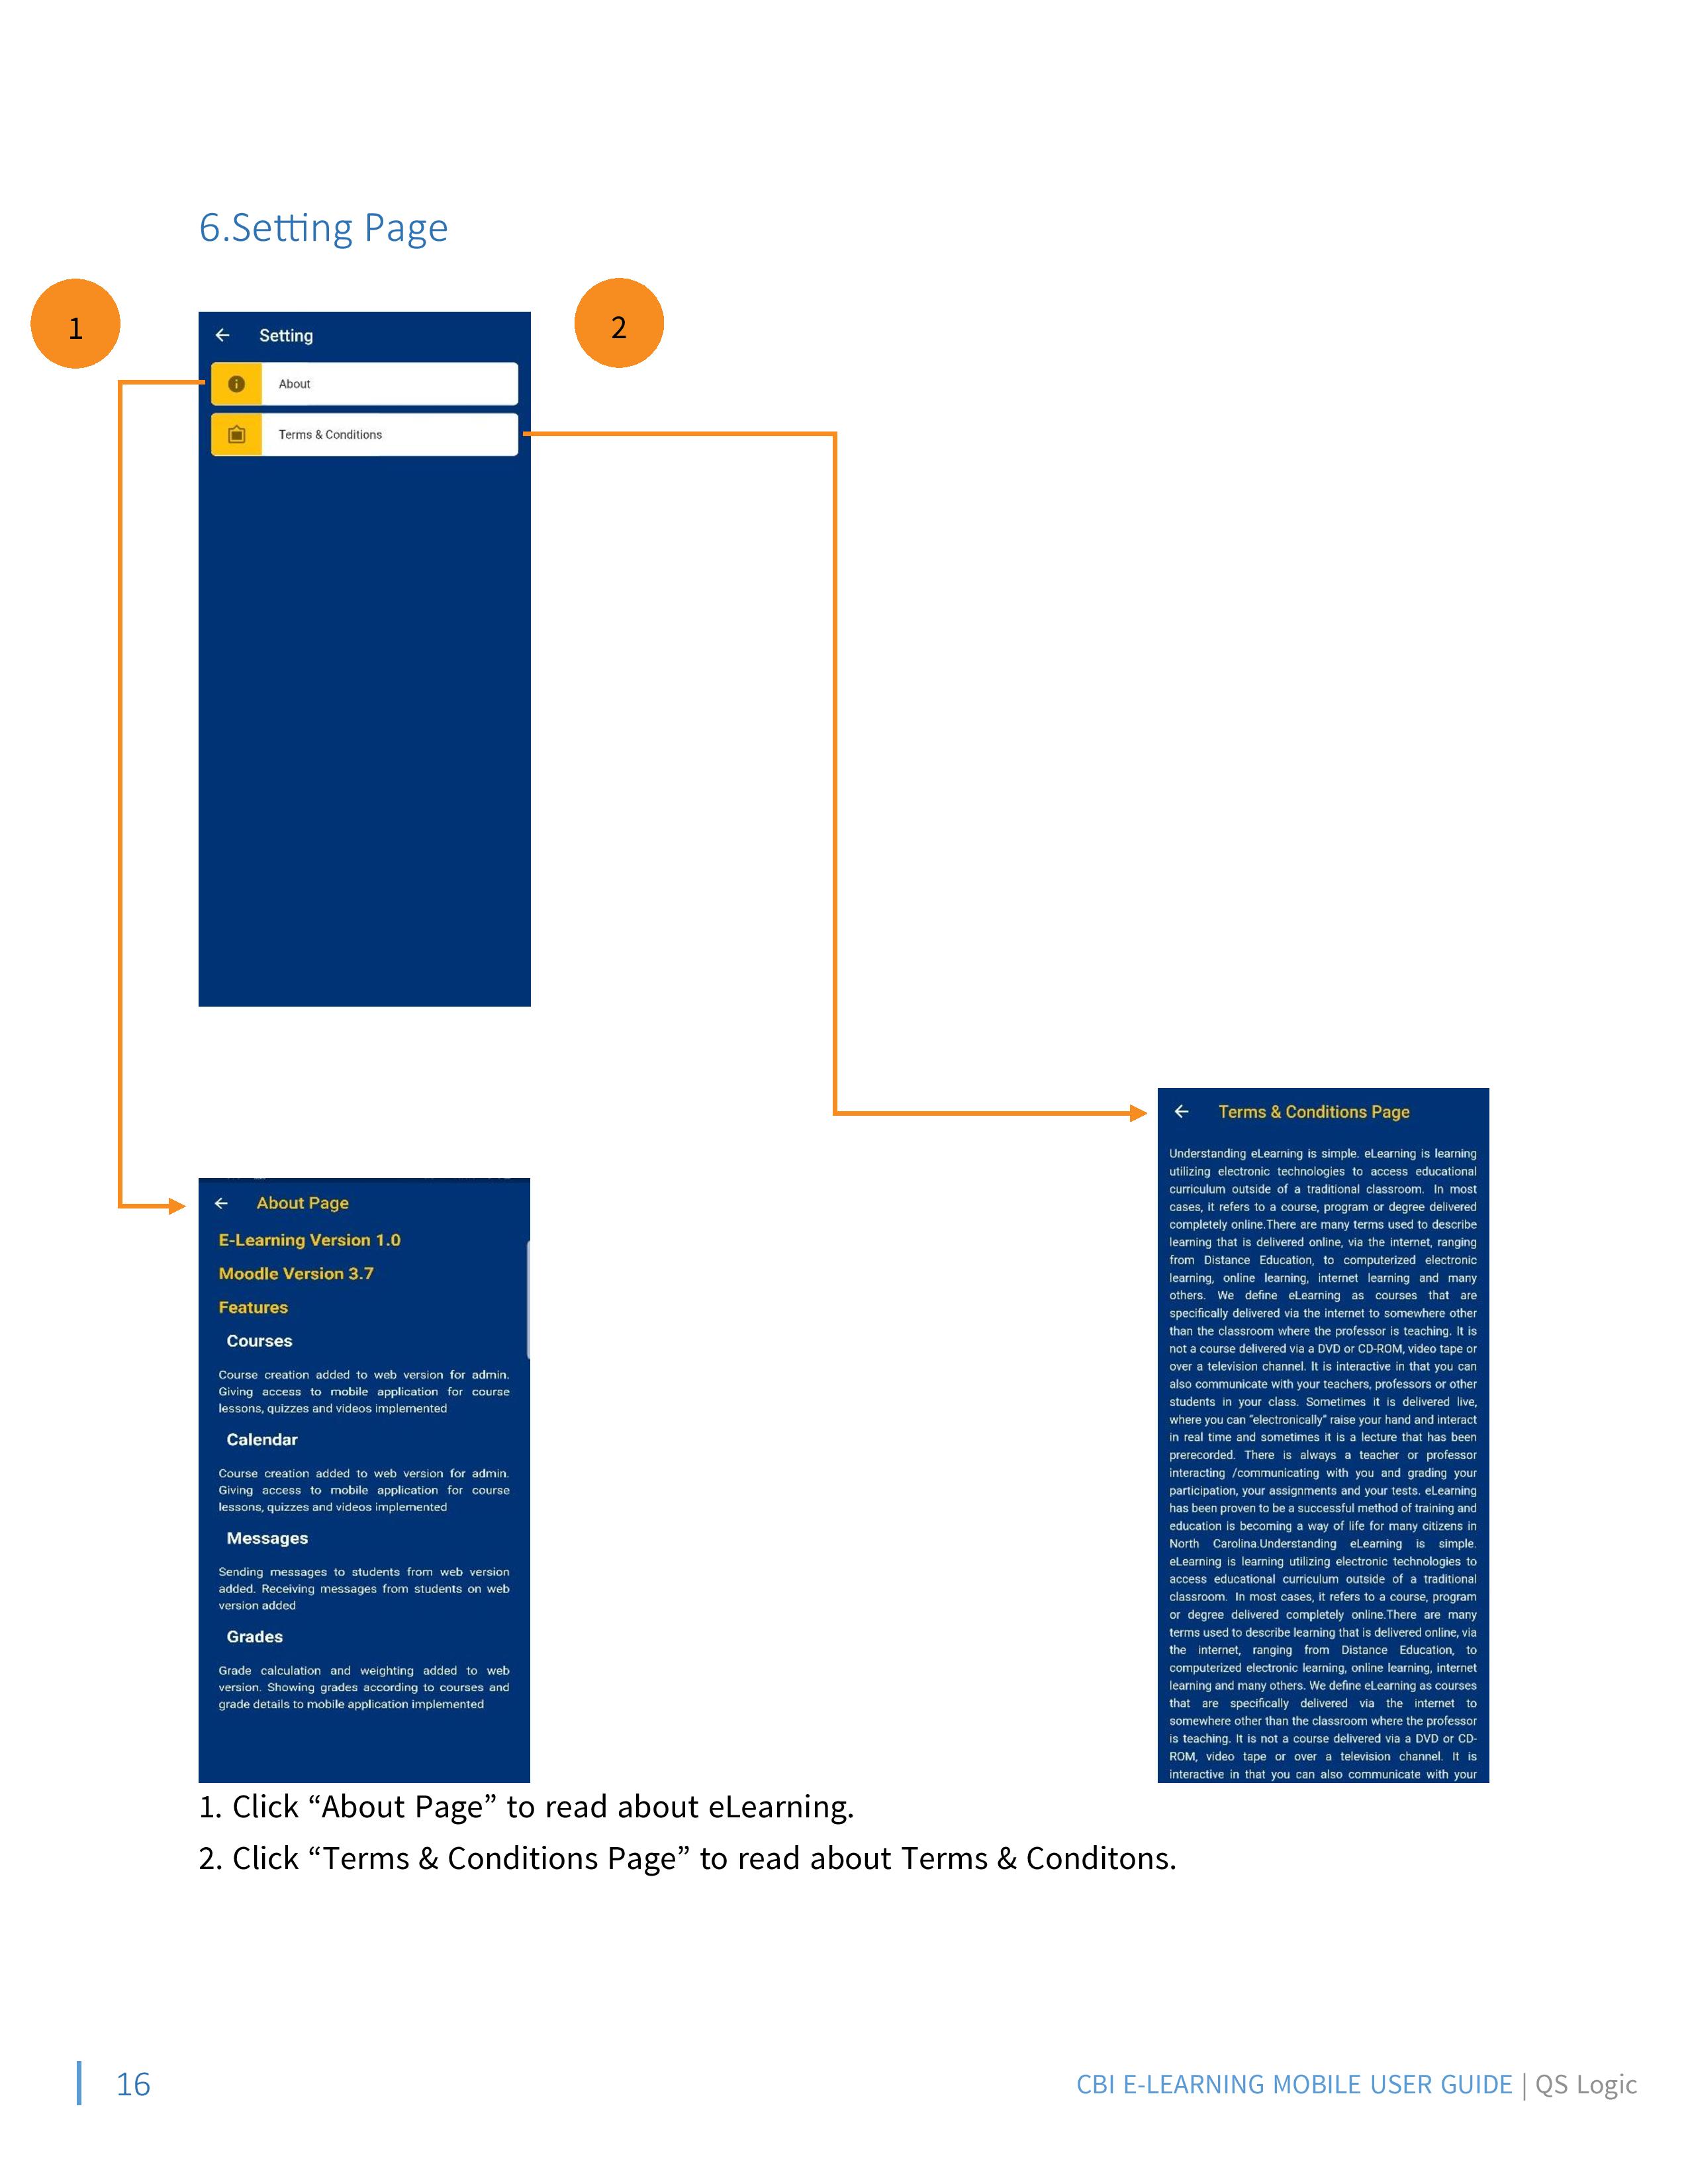 6.Setting Page
1
2
Setting
About
Terms & Conditions
About Page
E-Learning Version 1.0
Moodle Version 3.7
Features
Courses
Course creation added to web version for admin.
Giving access to mobile application for course
lessons, quizzes and videos implemented
Calendar
Course creation added to web version for admin.
Giving access to mobile application for course
lessons, quizzes and videos implemented
Messages
Sending messages to students from web version
added. Receiving messages from students on web
version added
Grades
Grade calculation and weighting added to web
version. Showing grades according to courses and
grade details to mobile application implemented
Terms & Conditions Page
Understanding eLearning is simple. eLearning is learning
utilizing electronic technologies to access educational
curriculum outside of a traditional classroom. In most
cases, it refers to a course, program or degree delivered
completely online.There are many terms used to describe
learning that is delivered online, via the internet, ranging
from Distance Education, to computerized electronic
learning, online learning, internet learning and many
others. We define eLearning as courses that are
specifically delivered via the internet to somewhere other
than the classroom where the professor is teaching. It is
not a course delivered via a DVD or CD-ROM, video tape or
over a television channel. It is interactive in that you can
also communicate with your teachers, professors or other
students in your class. Sometimes it is delivered live,
where you can "electronically" raise your hand and interact
in real time and sometimes it is a lecture that has been
prerecorded. There is always a teacher or professor
interacting /communicating with you and grading your
participation, your assignments and your tests. eLearning
has been proven to be a successful method of training and
education is becoming a way of life for many citizens in
North Carolina.Understanding eLearning is simple.
eLearning is learning utilizing electronic technologies to
access educational curriculum outside of a traditional
classroom. In most cases, it refers to a course, program
or degree delivered completely online.There are many
terms used to describe learning that is delivered online, via
the internet, ranging from Distance Education, to
computerized electronic learning, online learning, internet
learning and many others. We define eLearning as courses
that are specifically delivered via the internet to
somewhere other than the classroom where the professor
is teaching. It is not a course delivered via a DVD or CD-
ROM, video tape or over a television channel. It is
interactive in that you can also communicate with your
1. Click “About Page” to read about eLearning.
2. Click “Terms & Conditions Page” to read about Terms & Conditons.
16
CBI E-LEARNING MOBILE USER GUIDE | QS Logic